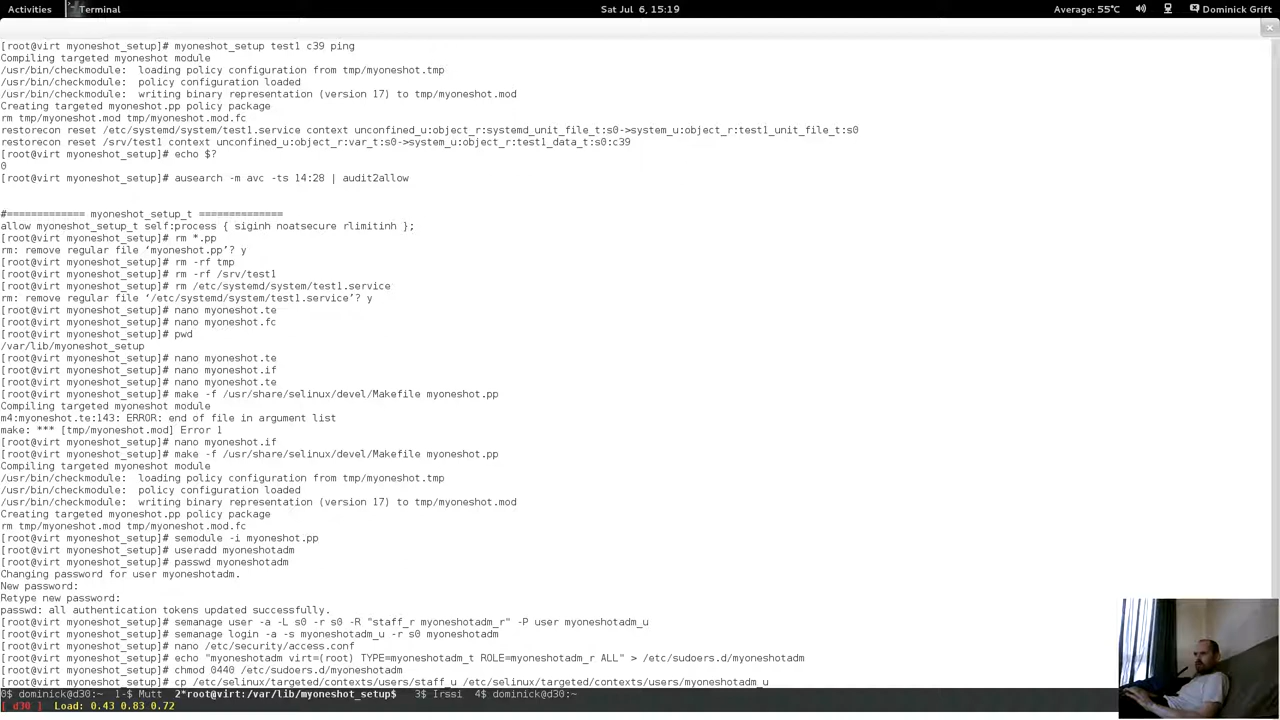 Activities
Terminal
Sat Jul 6, 15:19
Average: 55°C
Dominick Grift
[root@virt myoneshot_setup]# myoneshot_setup test1 c39 ping
Compiling targeted myoneshot module
/usr/bin/checkmodule:  loading policy configuration from tmp/myoneshot.tmp
/usr/bin/checkmodule:  policy configuration loaded
/usr/bin/checkmodule:  writing binary representation (version 17) to tmp/myoneshot.mod
Creating targeted myoneshot.pp policy package
rm tmp/myoneshot.mod tmp/myoneshot.mod.fc
restorecon reset /etc/systemd/system/test1.service context unconfined_u:object_r:systemd_unit_file_t:s0->system_u:object_r:test1_unit_file_t:s0
restorecon reset /srv/test1 context unconfined_u:object_r:var_t:s0->system_u:object_r:test1_data_t:s0:c39
[root@virt myoneshot_setup]# echo $?
0
[root@virt myoneshot_setup]# ausearch -m avc -ts 14:28 | audit2allow
#============= myoneshot_setup_t ==============
allow myoneshot_setup_t self:process { siginh noatsecure rlimitinh };
[root@virt myoneshot_setup]# rm *.pp
rm: remove regular file ‘myoneshot.pp’? y
[root@virt myoneshot_setup]# rm -rf tmp
[root@virt myoneshot_setup]# rm -rf /srv/test1
[root@virt myoneshot_setup]# rm /etc/systemd/system/test1.service
rm: remove regular file ‘/etc/systemd/system/test1.service’? y
[root@virt myoneshot_setup]# nano myoneshot.te
[root@virt myoneshot_setup]# nano myoneshot.fc
[root@virt myoneshot_setup]# pwd
/var/lib/myoneshot_setup
[root@virt myoneshot_setup]# nano myoneshot.te
[root@virt myoneshot_setup]# nano myoneshot.if
[root@virt myoneshot_setup]# nano myoneshot.te
[root@virt myoneshot_setup]# make -f /usr/share/selinux/devel/Makefile myoneshot.pp
Compiling targeted myoneshot module
m4:myoneshot.te:143: ERROR: end of file in argument list
make: *** [tmp/myoneshot.mod] Error 1
[root@virt myoneshot_setup]# nano myoneshot.if
[root@virt myoneshot_setup]# make -f /usr/share/selinux/devel/Makefile myoneshot.pp
Compiling targeted myoneshot module
/usr/bin/checkmodule:  loading policy configuration from tmp/myoneshot.tmp
/usr/bin/checkmodule:  policy configuration loaded
/usr/bin/checkmodule:  writing binary representation (version 17) to tmp/myoneshot.mod
Creating targeted myoneshot.pp policy package
rm tmp/myoneshot.mod tmp/myoneshot.mod.fc
[root@virt myoneshot_setup]# semodule -i myoneshot.pp
[root@virt myoneshot_setup]# useradd myoneshotadm
[root@virt myoneshot_setup]# passwd myoneshotadm
Changing password for user myoneshotadm.
New password:
Retype new password:
passwd: all authentication tokens updated successfully.
[root@virt myoneshot_setup]# semanage user -a -L s0 -r s0 -R "staff_r myoneshotadm_r" -P user myoneshotadm_u
[root@virt myoneshot_setup]# semanage login -a -s myoneshotadm_u -r s0 myoneshotadm
[root@virt myoneshot_setup]# nano /etc/security/access.conf
[root@virt myoneshot_setup]# echo "myoneshotadm virt=(root) TYPE=myoneshotadm_t ROLE=myoneshotadm_r ALL" > /etc/sudoers.d/myoneshotadm
[root@virt myoneshot_setup]# chmod 0440 /etc/sudoers.d/myoneshotadm
[root@virt myoneshot_setup]# cp /etc/selinux/targeted/contexts/users/staff_u /etc/selinux/targeted/contexts/users/myoneshotadm_u
0$ dominick@d30:~  1-$ Mutt  2*root@virt:/var/lib/myoneshot_setup$  3$ Irssi  4$ dominick@d30:~
[ d30 ]  Load: 0.43 0.83 0.72